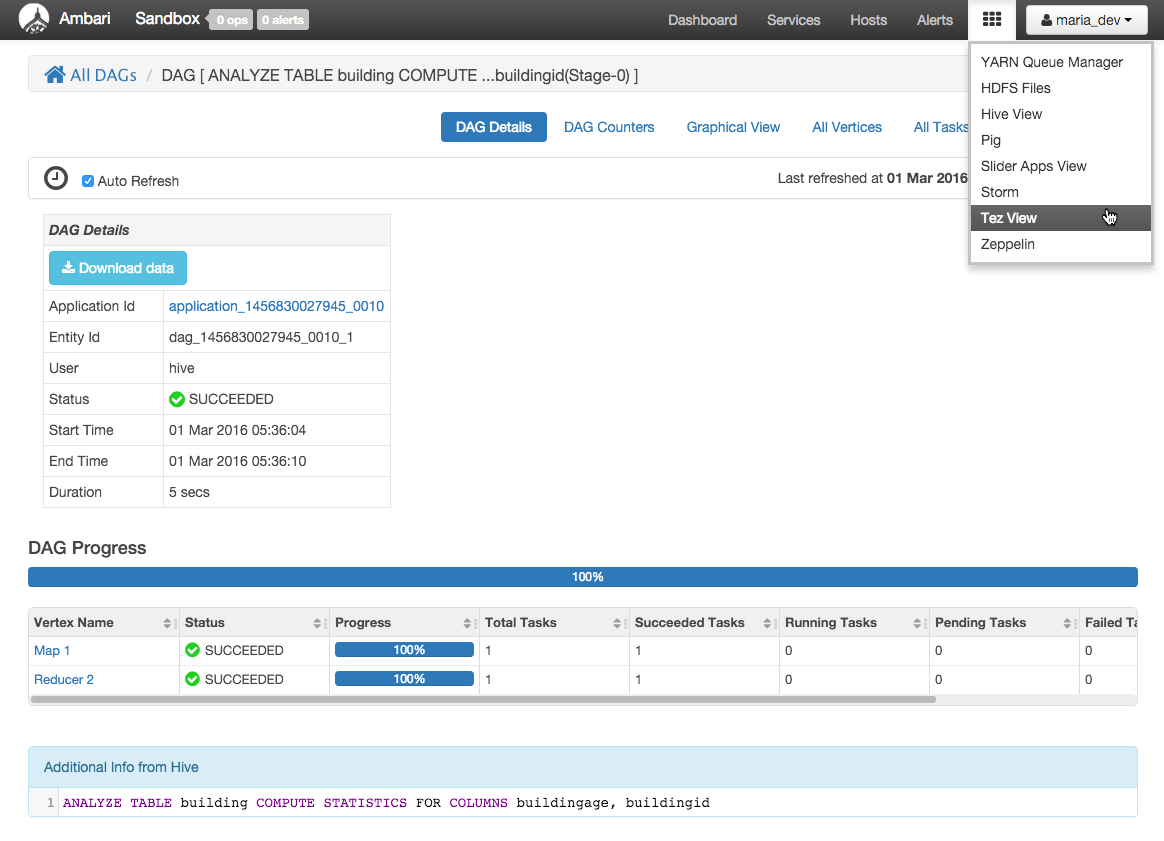 Ambari Sandbox 0 ops 0 alerts Dashboard Services Hosts Alerts maria_dev
All DAGs / DAG [ ANALYZE TABLE building COMPUTE ...buildingid(Stage-0) ]
YARN Queue Manager
HDFS Files
Hive View
Pig
Slider Apps View
Storm
Tez View
Zeppelin
DAG Details DAG Counters Graphical View All Vertices All Tasks
Auto Refresh Last refreshed at 01 Mar 2016
DAG Details
Download data
Application Id application_1456830027945_0010
Entity Id dag_1456830027945_0010_1
User hive
Status SUCCEEDED
Start Time 01 Mar 2016 05:36:04
End Time 01 Mar 2016 05:36:10
Duration 5 secs
DAG Progress
100%
Vertex Name Status Progress Total Tasks Succeeded Tasks Running Tasks Pending Tasks Failed Ta
Map 1 SUCCEEDED 100% 1 1 0 0 0
Reducer 2 SUCCEEDED 100% 1 1 0 0 0
Additional Info from Hive
1 ANALYZE TABLE building COMPUTE STATISTICS FOR COLUMNS buildingage, buildingid